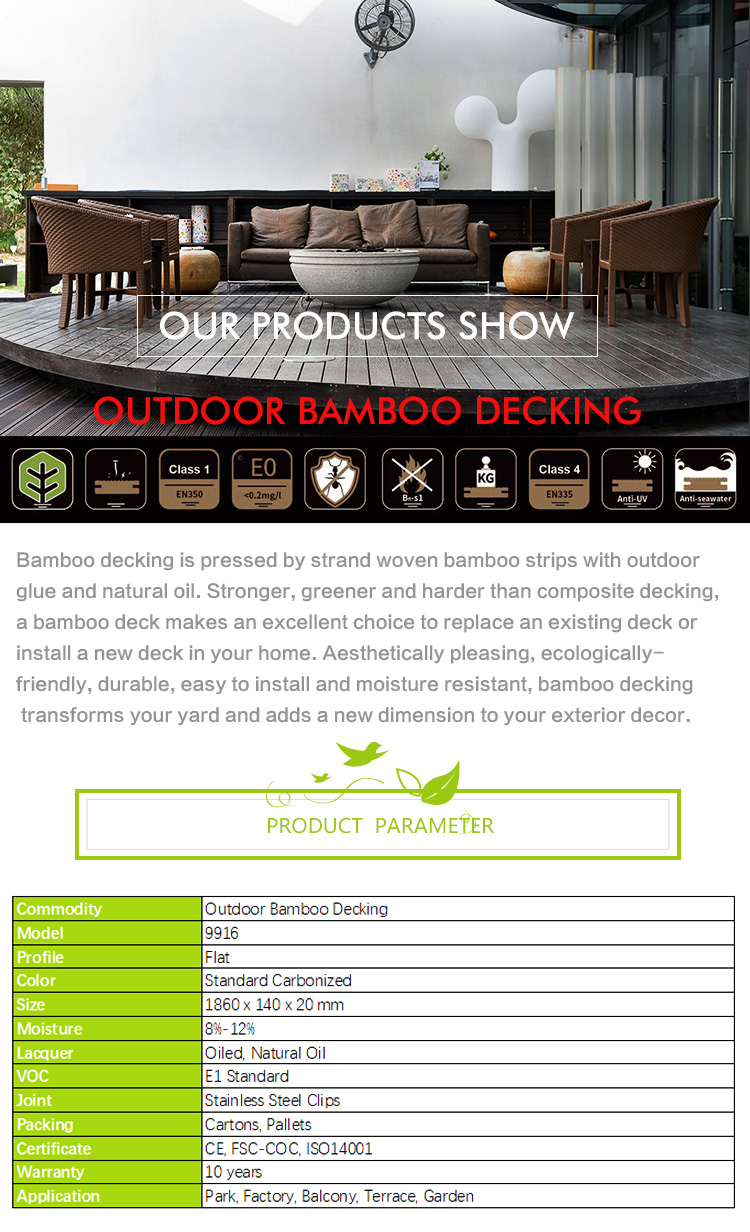 OUR PRODUCTS SHOW
OUTDOOR BAMBOO DECKING
Class 1
EN350
E0
<0.2mg/l
Bfl-s1
KG
Class 4
EN335
Anti-UV
Anti-seawater
Bamboo decking is pressed by strand woven bamboo strips with outdoor
glue and natural oil. Stronger, greener and harder than composite decking,
a bamboo deck makes an excellent choice to replace an existing deck or
install a new deck in your home. Aesthetically pleasing, ecologically-
friendly, durable, easy to install and moisture resistant, bamboo decking
transforms your yard and adds a new dimension to your exterior decor.
PRODUCT PARAMETER
Commodity Outdoor Bamboo Decking
Model 9916
Profile Flat
Color Standard Carbonized
Size 1860 x 140 x 20 mm
Moisture 8%-12%
Lacquer Oiled, Natural Oil
VOC E1 Standard
Joint Stainless Steel Clips
Packing Cartons, Pallets
Certificate CE, FSC-COC, ISO14001
Warranty 10 years
Application Park, Factory, Balcony, Terrace, Garden